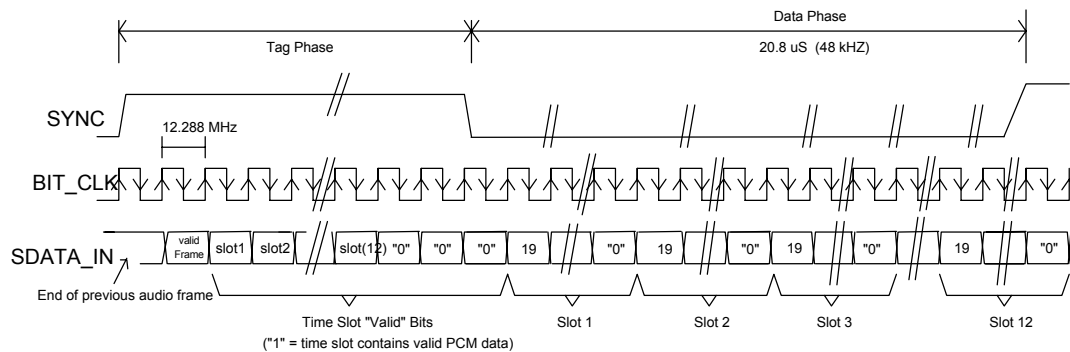 Data Phase
Tag Phase
20.8 uS (48 kHZ)
SYNC
12.288 MHz
BIT_CLK
SDATA_IN
valid Frame slot1 slot2 slot(12) "0" "0" "0" 19 "0" 19 "0" 19 "0" 19 "0"
End of previous audio frame
Time Slot "Valid" Bits
("1" = time slot contains valid PCM data)
Slot 1
Slot 2
Slot 3
Slot 12